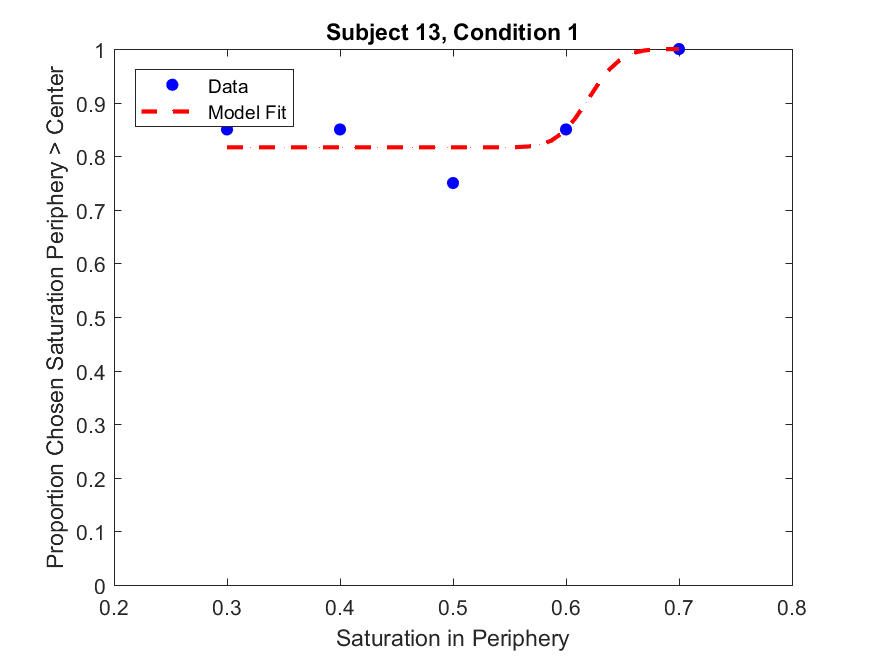 Subject 13, Condition 1
Proportion Chosen Saturation Periphery > Center
1
0.9
0.8
0.7
0.6
0.5
0.4
0.3
0.2
0.1
0
Data
Model Fit
0.2 0.3 0.4 0.5 0.6 0.7 0.8
Saturation in Periphery